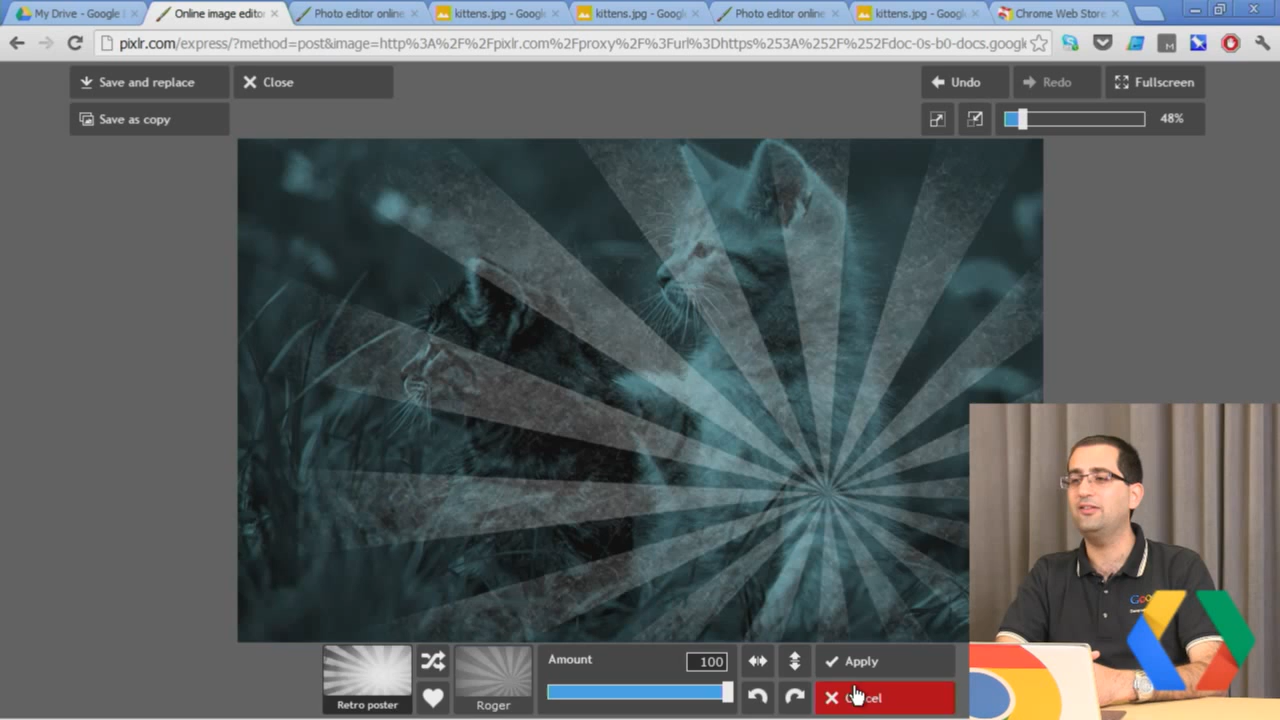 My Drive - Google
Online image editor
Photo editor online
kittens.jpg - Google
kittens.jpg - Google
Photo editor online
kittens.jpg - Google
Chrome Web Store
pixlr.com/express/?method=post&image=http%3A%2F%2Fpixlr.com%2Fproxy%2F%3Furl%3Dhttps%253A%252F%252Fdoc-0s-b0-docs.googl
Save and replace
Close
Undo
Redo
Fullscreen
Save as copy
48%
Retro poster
Roger
Amount
100
Apply
Cancel